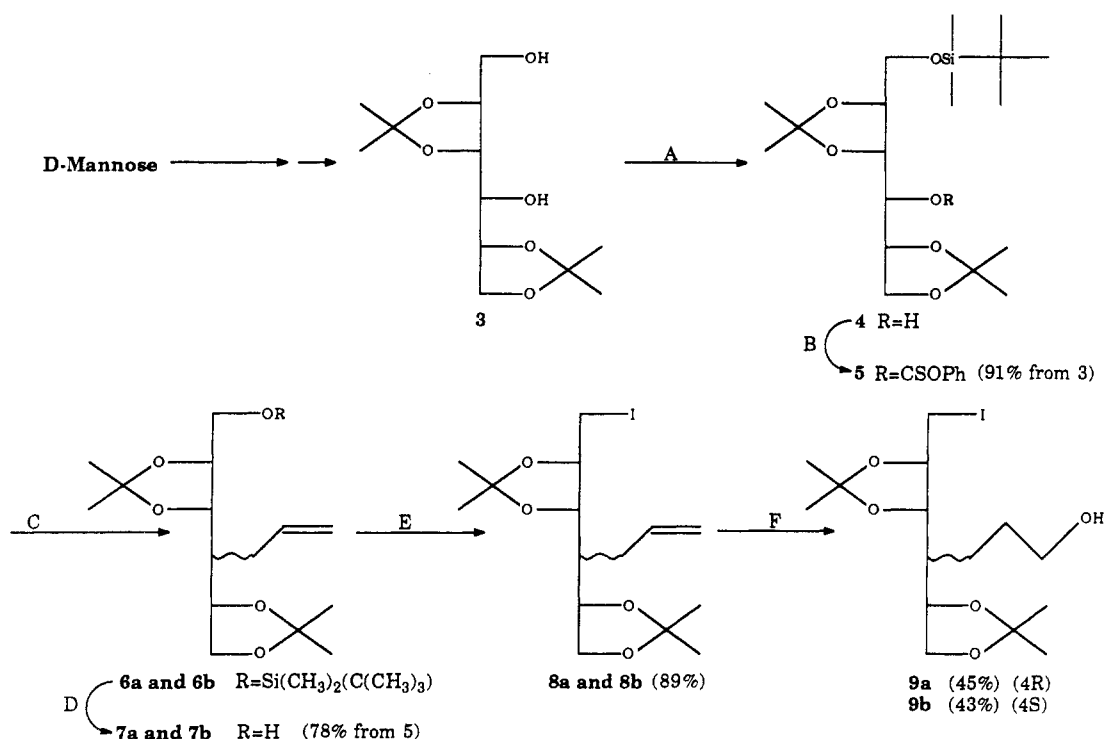 OH
OSi
O
O
D-Mannose
A
O
O
OH
OR
O
O
O
O
3
4 R=H
B
5 R=CSOPh (91% from 3)
OR
I
I
O
O
O
OH
C
E
F
O
O
O
O
O
O
O
O
O
6a and 6b R=Si(CH₃)₂(C(CH₃)₃)
8a and 8b (89%)
9a (45%) (4R)
D
9b (43%) (4S)
7a and 7b R=H (78% from 5)